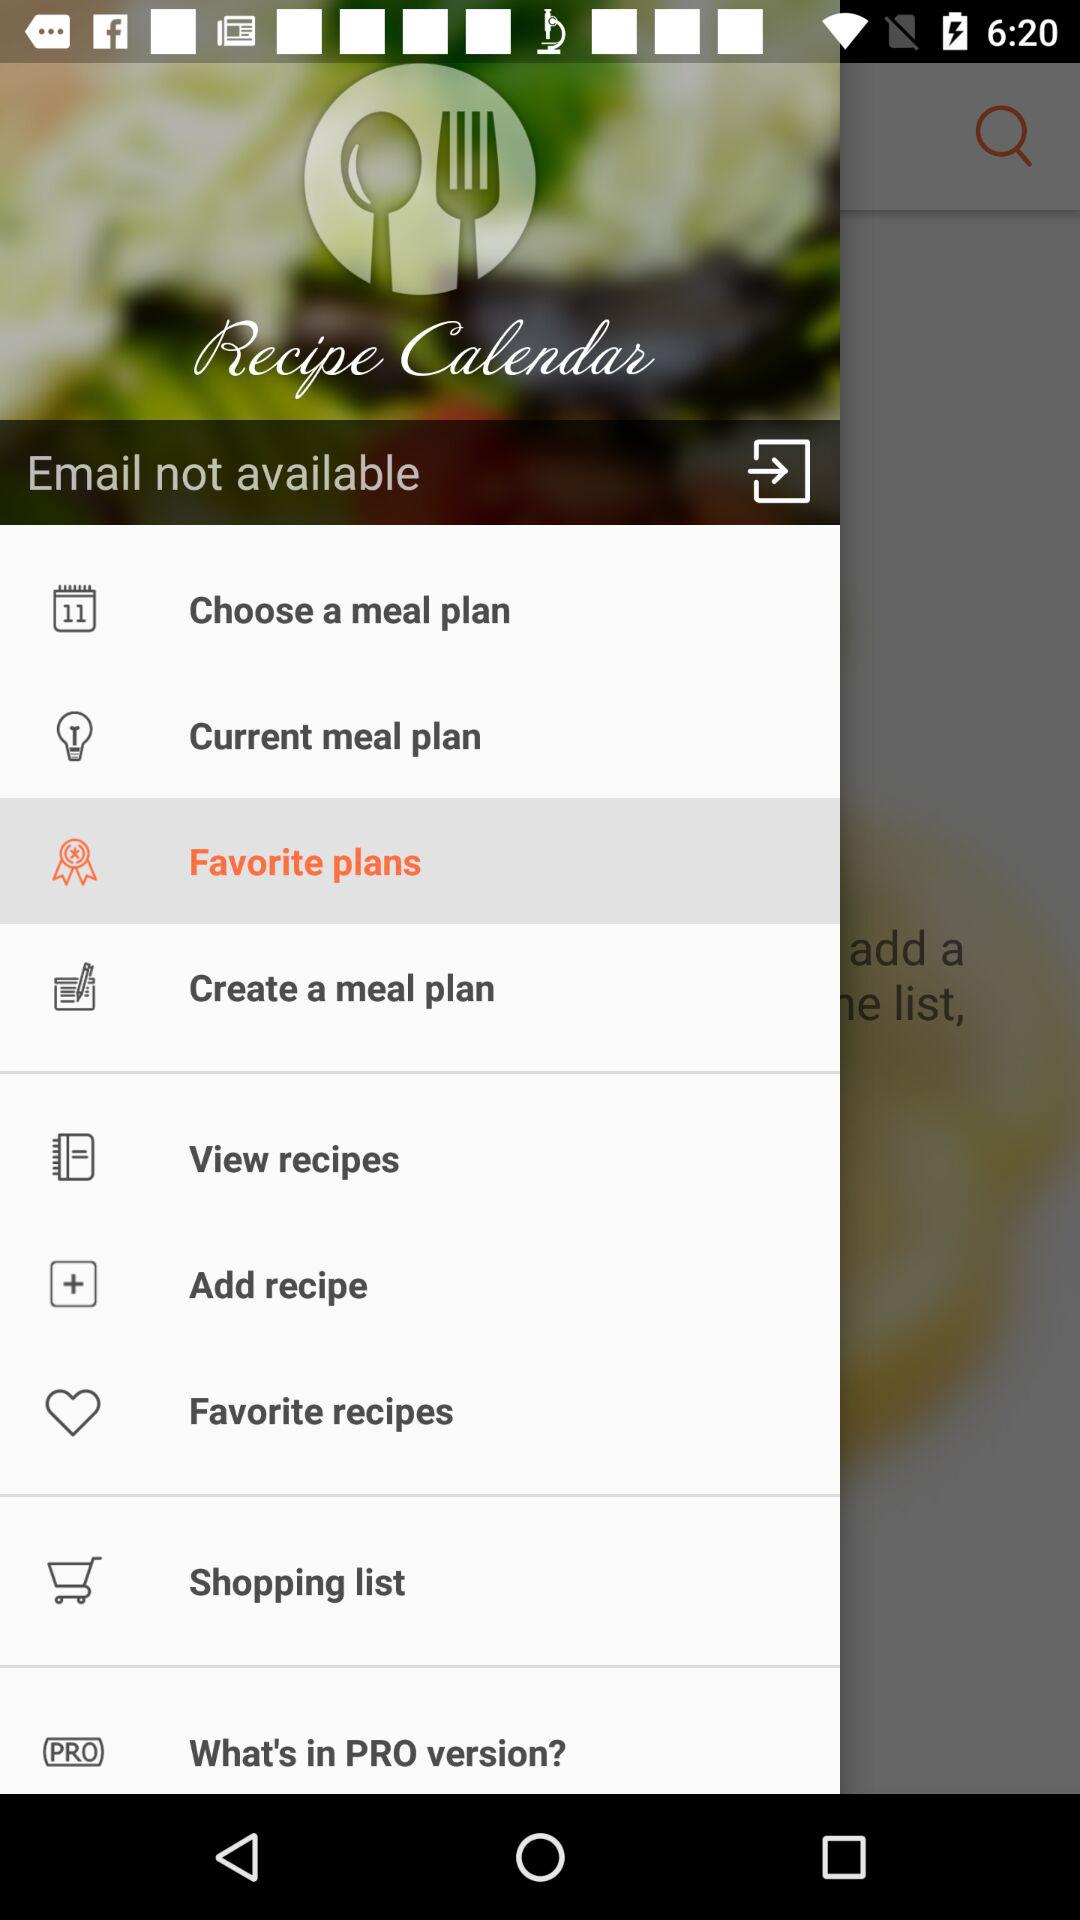 6:20
Recipe Calendar
Email not available
11
Choose a meal plan
Current meal plan
Favorite plans
add a
list,
Create a meal plan
View recipes
Add recipe
Favorite recipes
Shopping list
PRO
What's in PRO version?